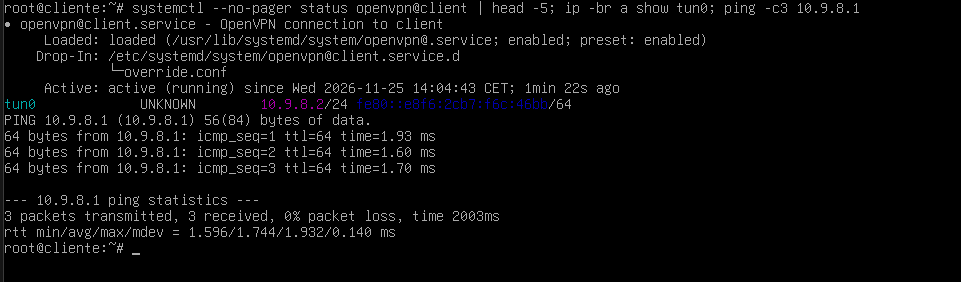 root@cliente:~# systemctl --no-pager status openvpn@client | head -5; ip -br a show tun0; ping -c3 10.9.8.1
● openvpn@client.service - OpenVPN connection to client
Loaded: loaded (/usr/lib/systemd/system/openvpn@.service; enabled; preset: enabled)
Drop-In: /etc/systemd/system/openvpn@client.service.d
└─override.conf
Active: active (running) since Wed 2026-11-25 14:04:43 CET; 1min 22s ago
tun0 UNKNOWN 10.9.8.2/24
PING 10.9.8.1 (10.9.8.1) 56(84) bytes of data.
64 bytes from 10.9.8.1: icmp_seq=1 ttl=64 time=1.93 ms
64 bytes from 10.9.8.1: icmp_seq=2 ttl=64 time=1.60 ms
64 bytes from 10.9.8.1: icmp_seq=3 ttl=64 time=1.70 ms
--- 10.9.8.1 ping statistics ---
3 packets transmitted, 3 received, 0% packet loss, time 2003ms
rtt min/avg/max/mdev = 1.596/1.744/1.932/0.140 ms
root@cliente:~# _